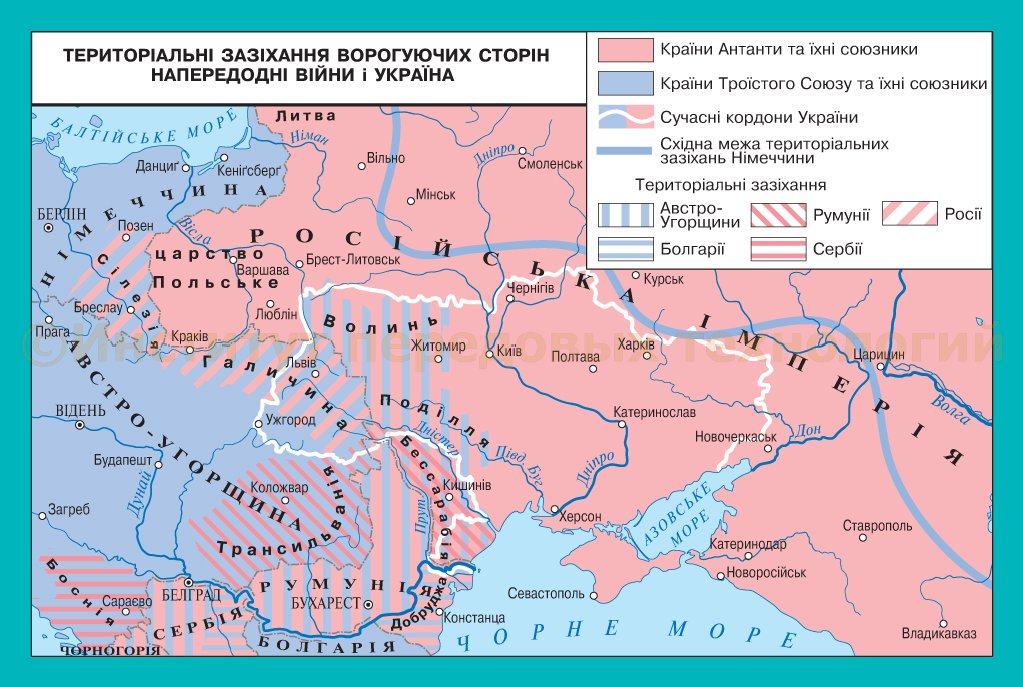 ТЕРИТОРІАЛЬНІ ЗАЗІХАННЯ ВОРОГУЮЧИХ СТОРІН
НАПЕРЕДОДНІ ВІЙНИ і УКРАЇНА
Країни Антанти та їхні союзники
Країни Троїстого Союзу та їхні союзники
Сучасні кордони України
Східна межа територіальних
зазіхань Німеччини
Територіальні зазіхання
Австро-
Угорщини
Румунії
Росії
Болгарії
Сербії
БАЛТІЙСЬКЕ МОРЕ
Литва
Німан
Вільно
Дніпро
Смоленськ
Данциг
Кенігсберг
Мінськ
НІМЕЧЧИНА
БЕРЛІН
Позен
Вісла
РОСІЙСЬКА ІМПЕРІЯ
царство
Польське
Варшава
Брест-Литовськ
Курськ
Сілезія
Чернігів
Бреслау
Люблін
Прага
Краків
Волинь
Житомир
Київ
Полтава
Харків
Царицин
Волга
© Институт передовых технологий
Галичина
Львів
АВСТРО-УГОРЩИНА
ВІДЕНЬ
Ужгород
Поділля
Дністер
Півд Буг
Дніпро
Катеринослав
Новочеркаськ
Дон
Будапешт
Дунай
Бессарабія
Кишинів
Прут
Коложвар
Трансильванія
Загреб
Херсон
АЗОВСЬКЕ
МОРЕ
Ставрополь
Катеринодар
Новоросійськ
Боснія
Сараєво
БЕЛГРАД
РУМУНІЯ
БУХАРЕСТ
Добруджа
Констанца
Севастополь
СЕРБІЯ
ЧОРНОГОРІЯ
БОЛГАРІЯ
ЧОРНЕ МОРЕ
Владикавказ